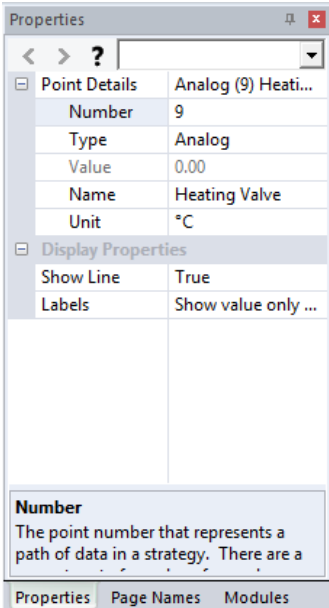 Properties
< > ?
Point Details Analog (9) Heati...
Number 9
Type Analog
Value 0.00
Name Heating Valve
Unit °C
Display Properties
Show Line True
Labels Show value only ...
Number
The point number that represents a
path of data in a strategy. There are a
Properties Page Names Modules